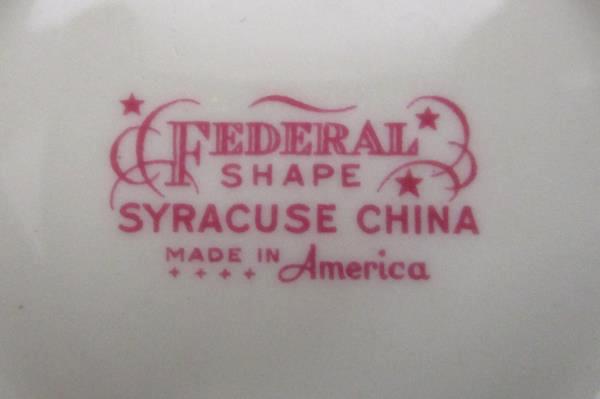 FEDERAL
SHAPE
SYRACUSE CHINA
MADE IN America
++++